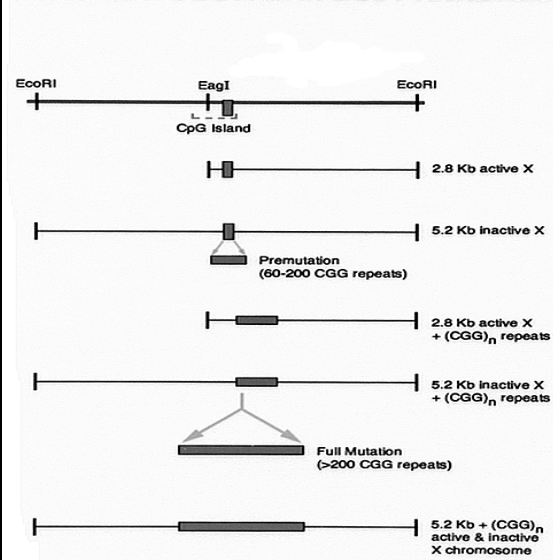 EcoRI EagI EcoRI
CpG Island
2.8 Kb active X
5.2 Kb inactive X
Premutation
(60-200 CGG repeats)
2.8 Kb active X
+ (CGG)n repeats
5.2 Kb inactive X
+ (CGG)n repeats
Full Mutation
(>200 CGG repeats)
5.2 Kb + (CGG)n
active & inactive
X chromosome